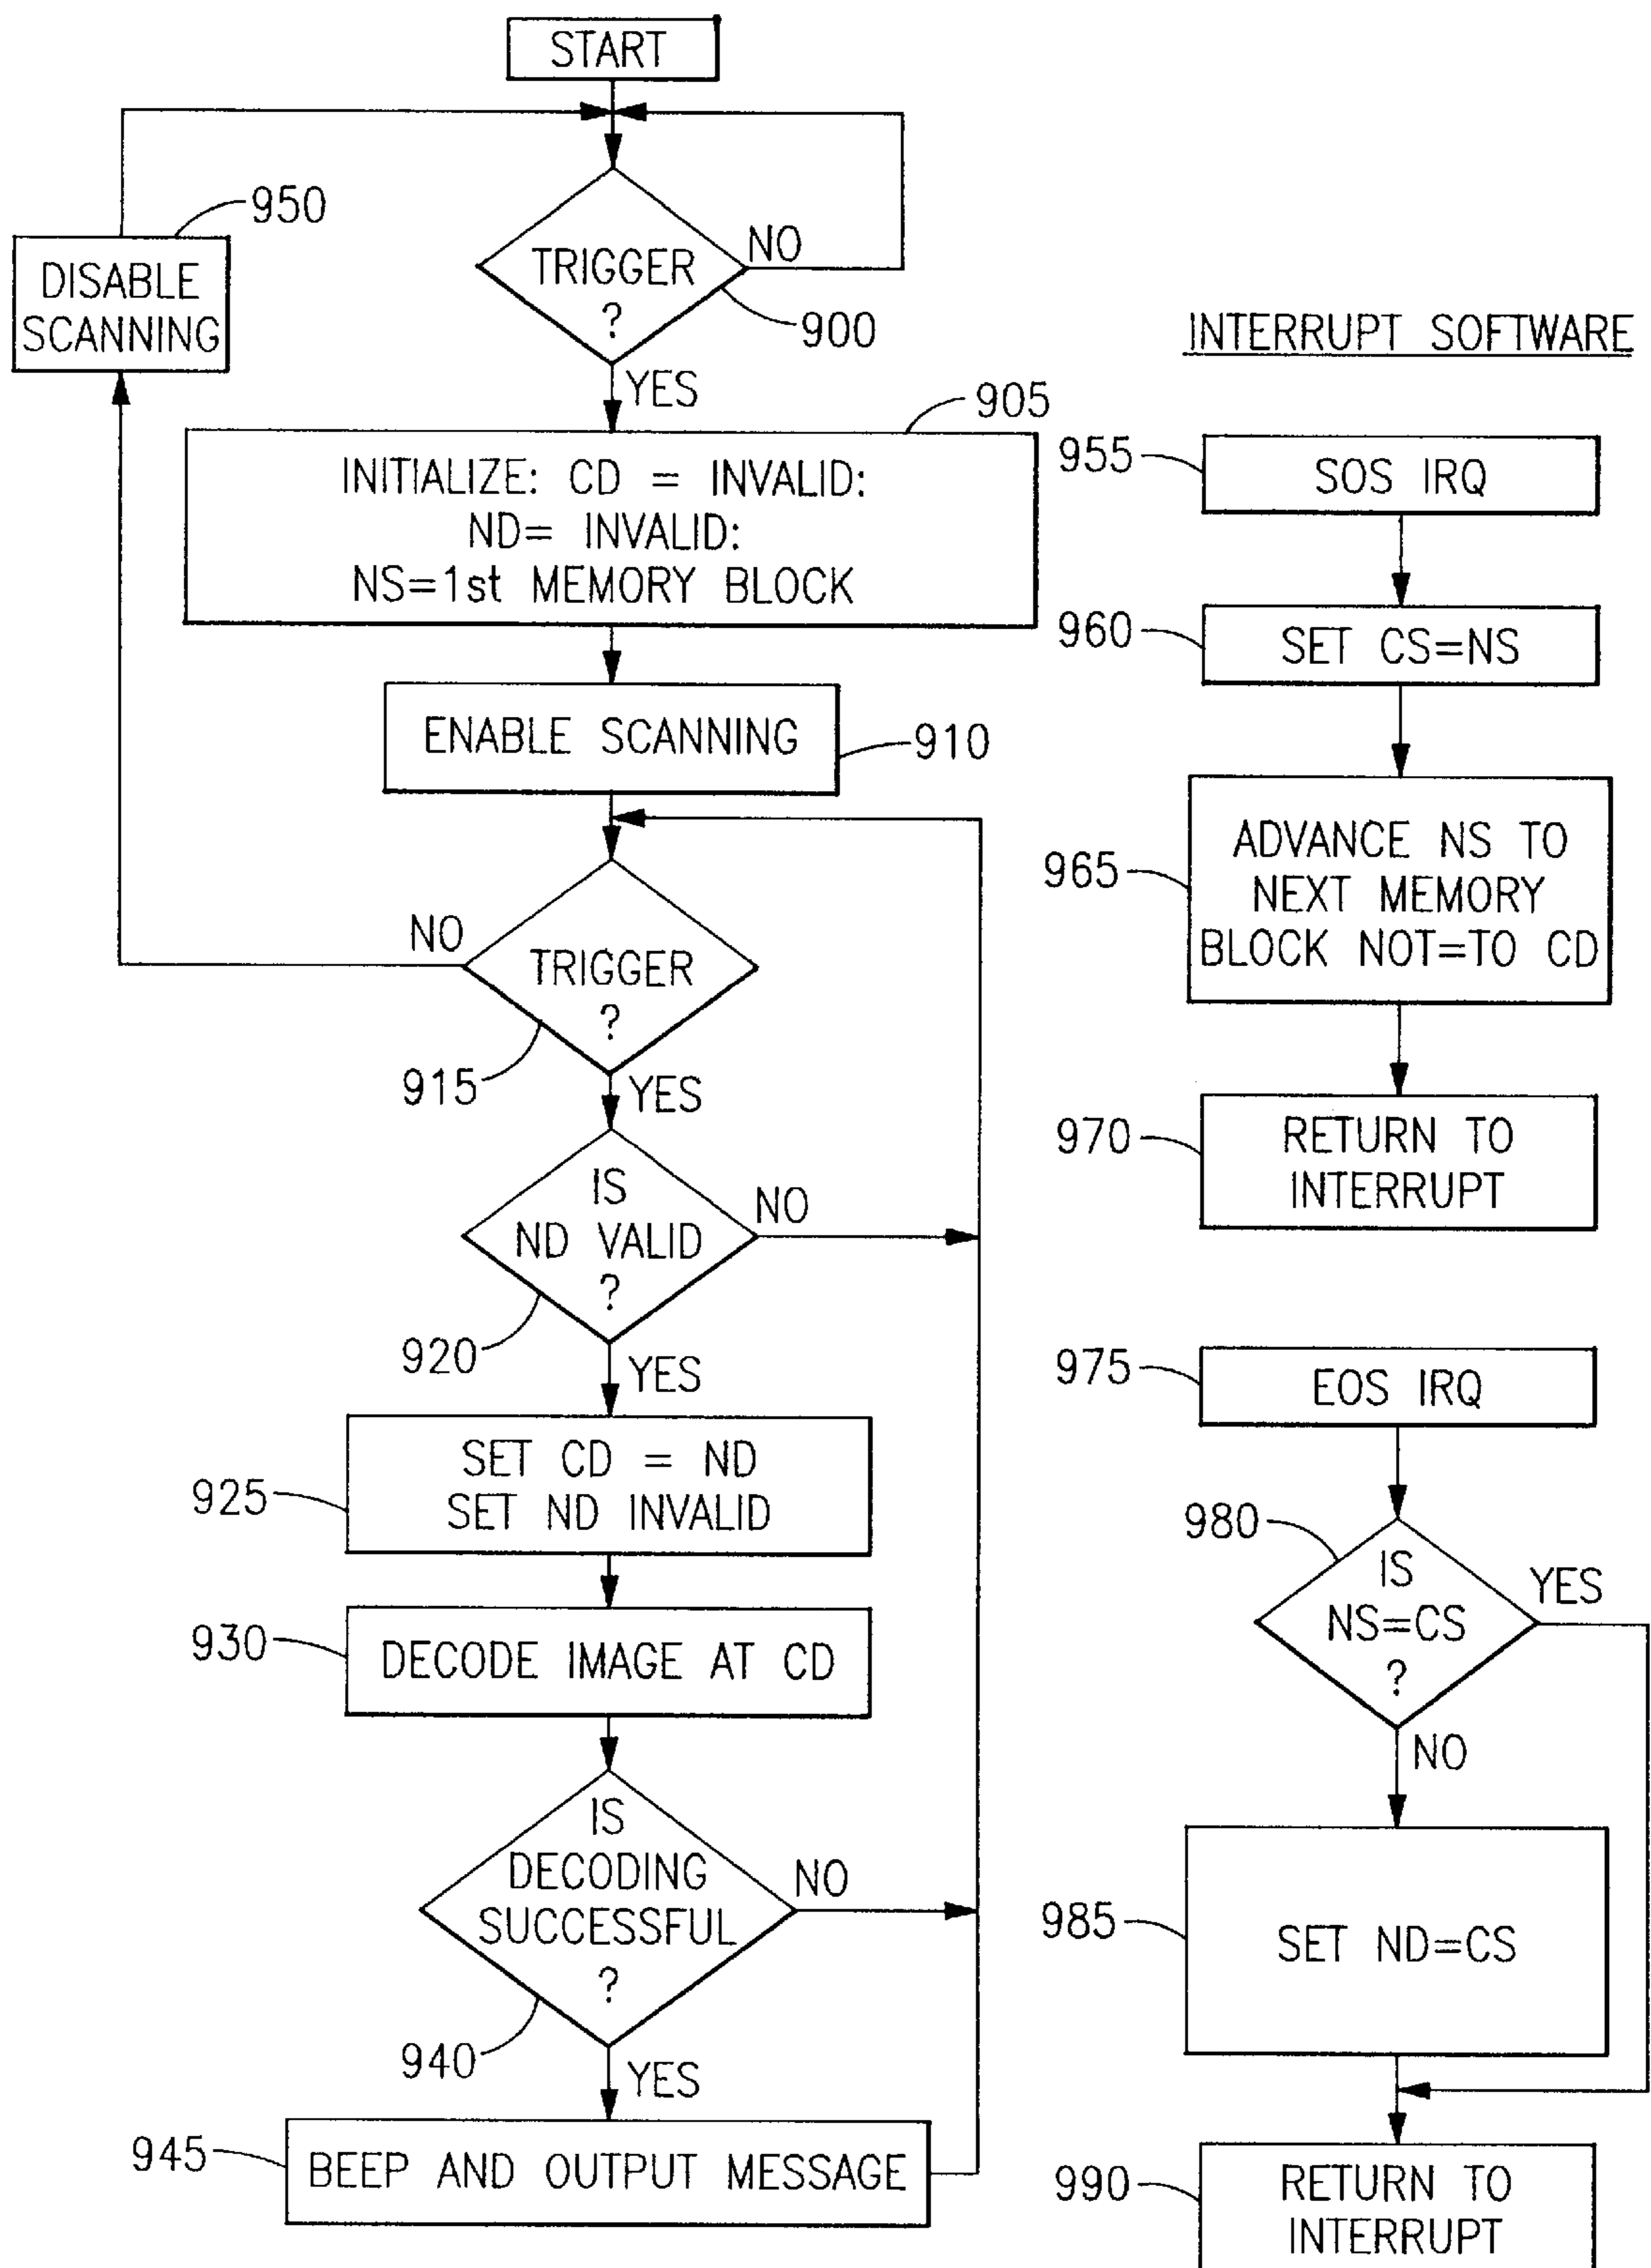 START
950
DISABLE
SCANNING
TRIGGER
?
NO
900
YES
905
INITIALIZE: CD = INVALID:
ND= INVALID:
NS=1st MEMORY BLOCK
ENABLE SCANNING
910
NO
TRIGGER
?
915
YES
IS
ND VALID
?
NO
920
YES
SET CD = ND
SET ND INVALID
925
DECODE IMAGE AT CD
930
IS
DECODING
SUCCESSFUL
?
NO
940
YES
BEEP AND OUTPUT MESSAGE
945
INTERRUPT SOFTWARE
955
SOS IRQ
960
SET CS=NS
965
ADVANCE NS TO
NEXT MEMORY
BLOCK NOT=TO CD
970
RETURN TO
INTERRUPT
975
EOS IRQ
980
IS
NS=CS
?
YES
NO
985
SET ND=CS
990
RETURN TO
INTERRUPT